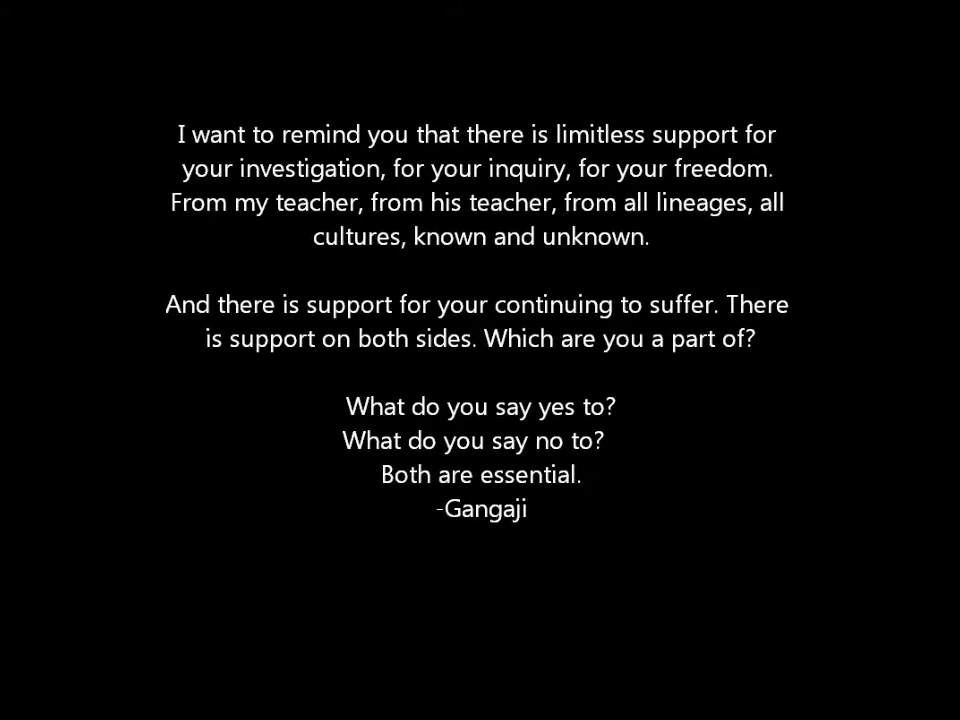 I want to remind you that there is limitless support for
your investigation, for your inquiry, for your freedom.
From my teacher, from his teacher, from all lineages, all
cultures, known and unknown.
And there is support for your continuing to suffer. There
is support on both sides. Which are you a part of?
What do you say yes to?
What do you say no to?
Both are essential.
-Gangaji